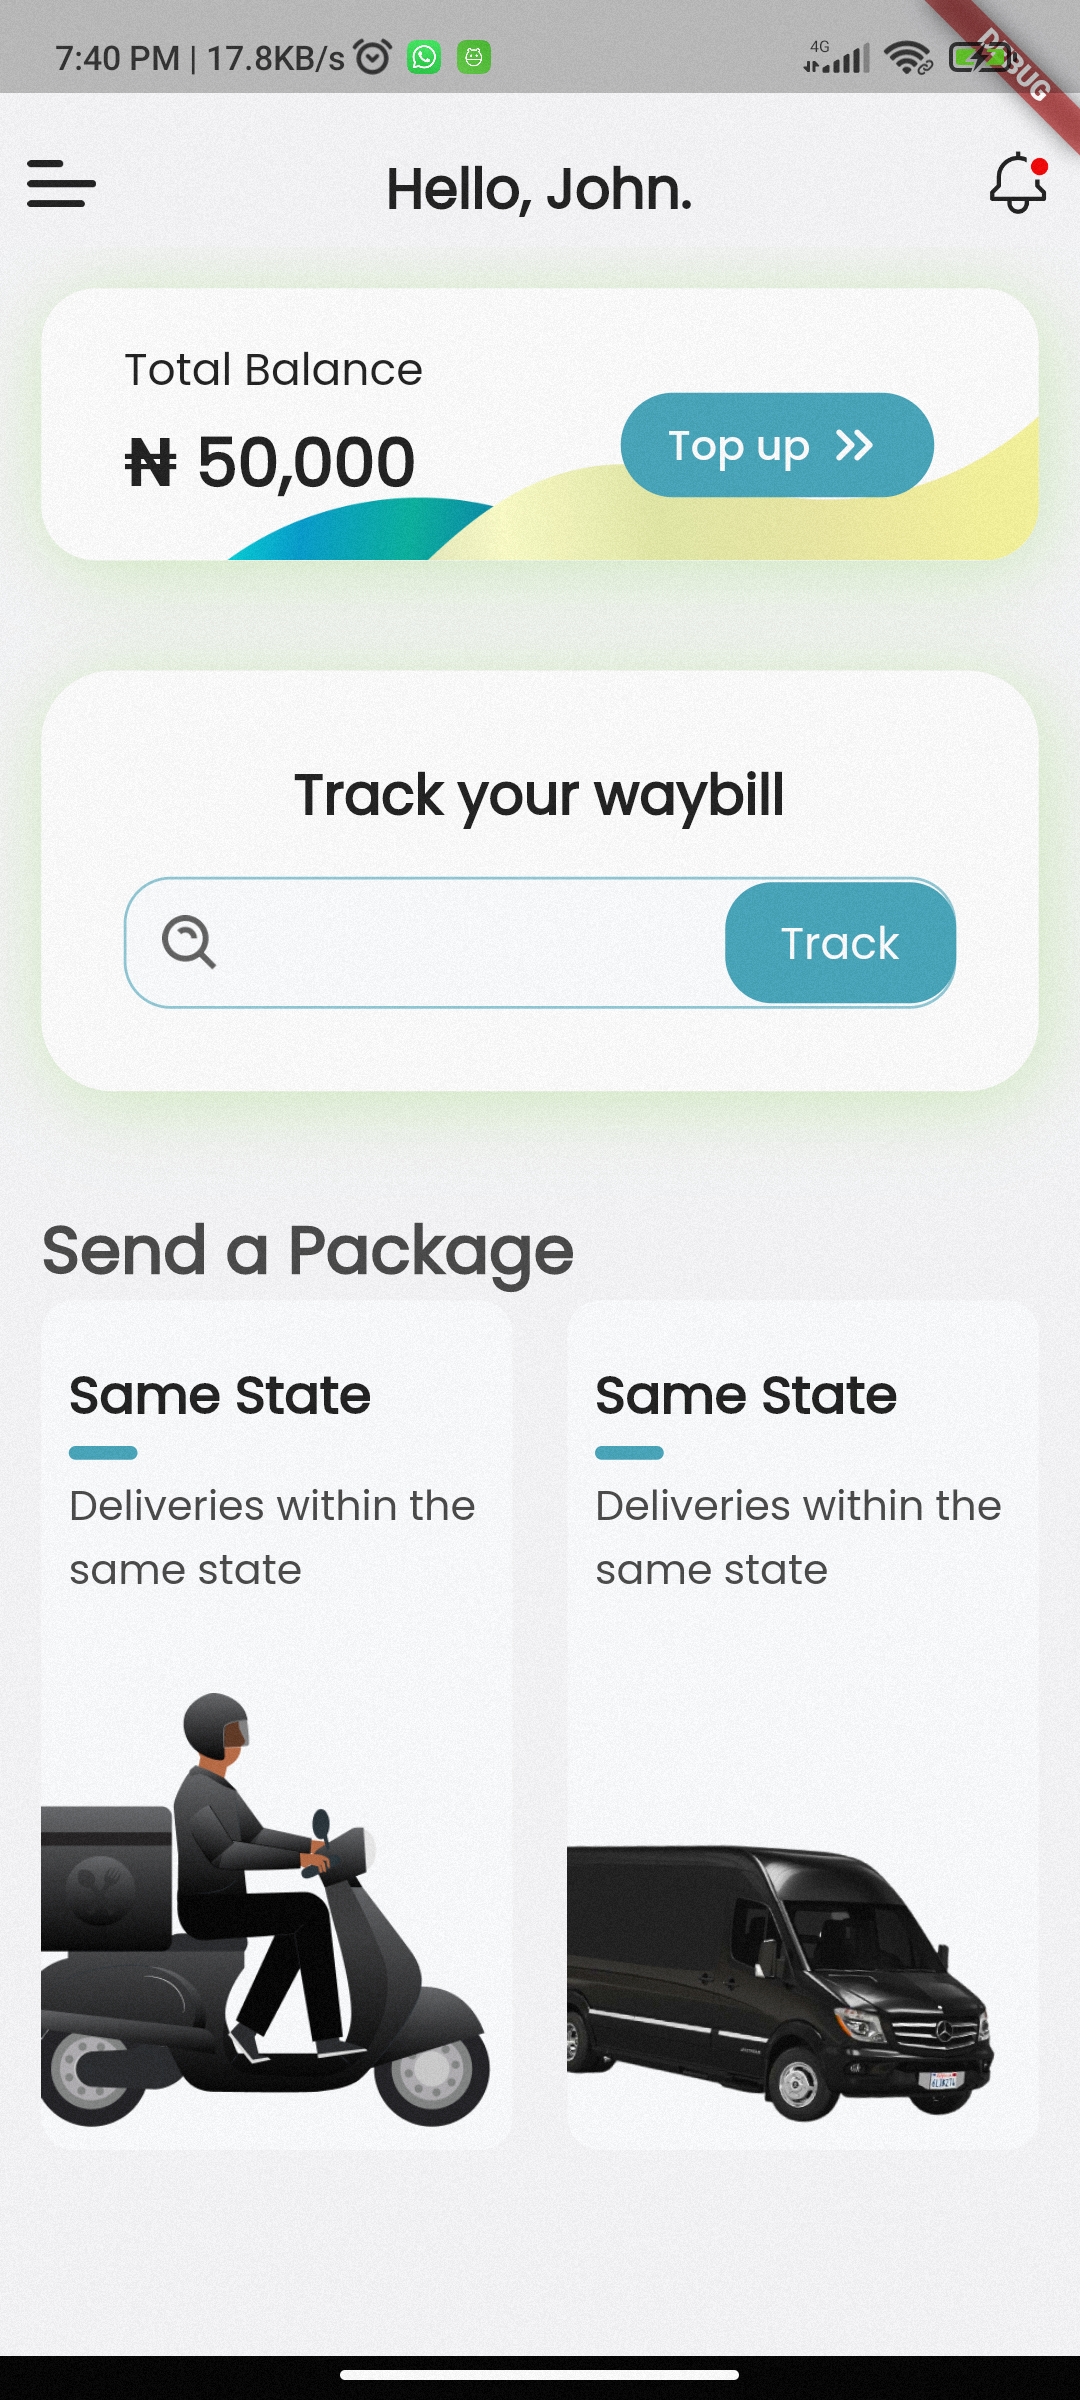 7:40 PM | 17.8KB/s
4G
DEBUG
Hello, John.
Total Balance
₦ 50,000
Top up
Track your waybill
Track
Send a Package
Same State
Deliveries within the
same state
Same State
Deliveries within the
same state